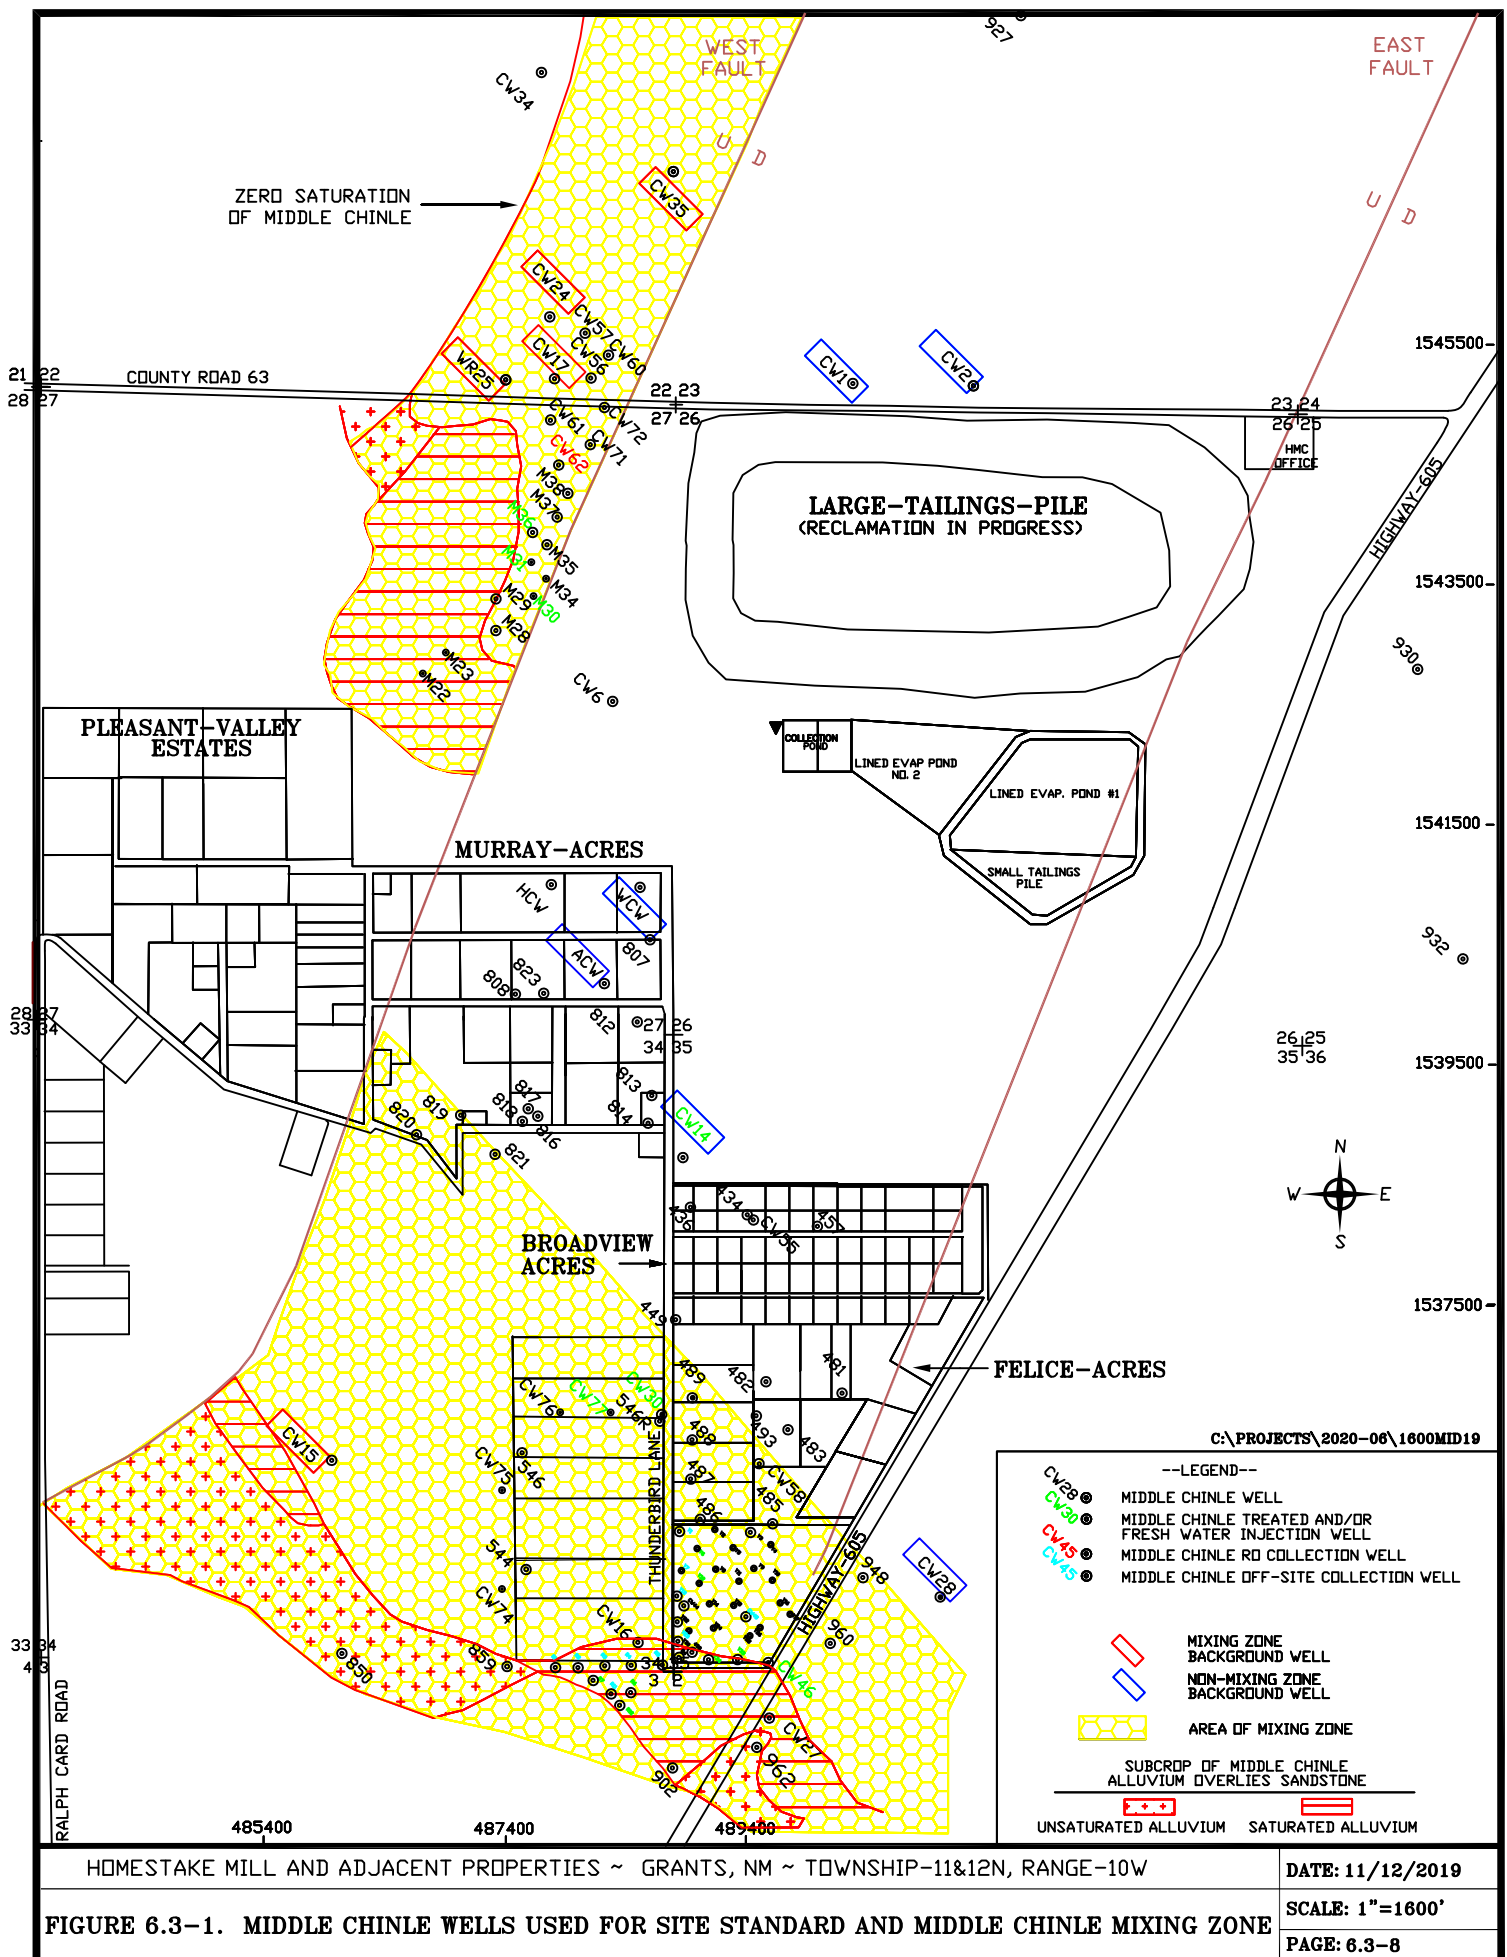 927
WEST
FAULT
EAST
FAULT
CW34
U D
CW35
ZERO SATURATION
OF MIDDLE CHINLE
U D
CW24
CW57
CW60
CW56
CW17
WR25
CW1
CW2
1545500
21 22
28 27
COUNTY ROAD 63
22 23
27 26
23 24
26 25
CW61
CW72
CW71
CW62
HMC
OFFICE
HIGHWAY-605
LARGE-TAILINGS-PILE
(RECLAMATION IN PROGRESS)
M38
M37
M36
M35
M31
M34
M30
M29
M28
M23
M22
1543500
930
CW6
PLEASANT-VALLEY
ESTATES
COLLECTION
POND
LINED EVAP POND
NO. 2
LINED EVAP. POND #1
SMALL TAILINGS
PILE
1541500
MURRAY-ACRES
HCW
WCW
807
ACW
823
808
812
932
28 27
33 34
27 26
34 35
26 25
35 36
1539500
813
814
817
818
816
819
820
821
CW14
N
W E
S
436
434
CW55
457
BROADVIEW
ACRES
449
1537500
FELICE-ACRES
489
482
481
CW76
CW77
CW30
546R
488
493
483
CW15
CW75
546
487
CW58
486
485
THUNDERBIRD LANE
544
CW74
HIGHWAY-605
948
CW28
CW16
960
859
850
33 34
4 3
34 35
3 2
CW46
CW27
962
902
RALPH CARD ROAD
485400
487400
489400
C:\PROJECTS\2020-06\1600MID19
--LEGEND--
CW28 MIDDLE CHINLE WELL
CW30 MIDDLE CHINLE TREATED AND/OR
FRESH WATER INJECTION WELL
CW45 MIDDLE CHINLE RO COLLECTION WELL
CW45 MIDDLE CHINLE OFF-SITE COLLECTION WELL
MIXING ZONE
BACKGROUND WELL
NON-MIXING ZONE
BACKGROUND WELL
AREA OF MIXING ZONE
SUBCROP OF MIDDLE CHINLE
ALLUVIUM OVERLIES SANDSTONE
UNSATURATED ALLUVIUM SATURATED ALLUVIUM
HOMESTAKE MILL AND ADJACENT PROPERTIES ~ GRANTS, NM ~ TOWNSHIP-11&12N, RANGE-10W
DATE: 11/12/2019
SCALE: 1"=1600'
FIGURE 6.3-1. MIDDLE CHINLE WELLS USED FOR SITE STANDARD AND MIDDLE CHINLE MIXING ZONE
PAGE: 6.3-8